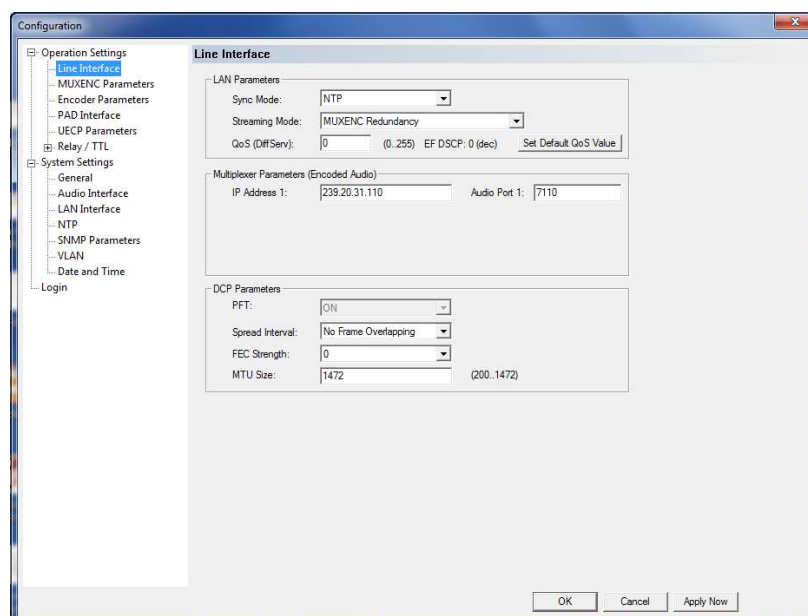 Configuration
Operation Settings
Line Interface
MUXENC Parameters
Encoder Parameters
PAD Interface
UECP Parameters
Relay / TTL
System Settings
General
Audio Interface
LAN Interface
NTP
SNMP Parameters
VLAN
Date and Time
Login
Line Interface
LAN Parameters
Sync Mode: NTP
Streaming Mode: MUXENC Redundancy
QoS (DiffServ): 0 (0..255) EF DSCP: 0 (dec) Set Default QoS Value
Multiplexer Parameters (Encoded Audio)
IP Address 1: 239.20.31.110 Audio Port 1: 7110
DCP Parameters
PFT: ON
Spread Interval: No Frame Overlapping
FEC Strength: 0
MTU Size: 1472 (200..1472)
OK Cancel Apply Now